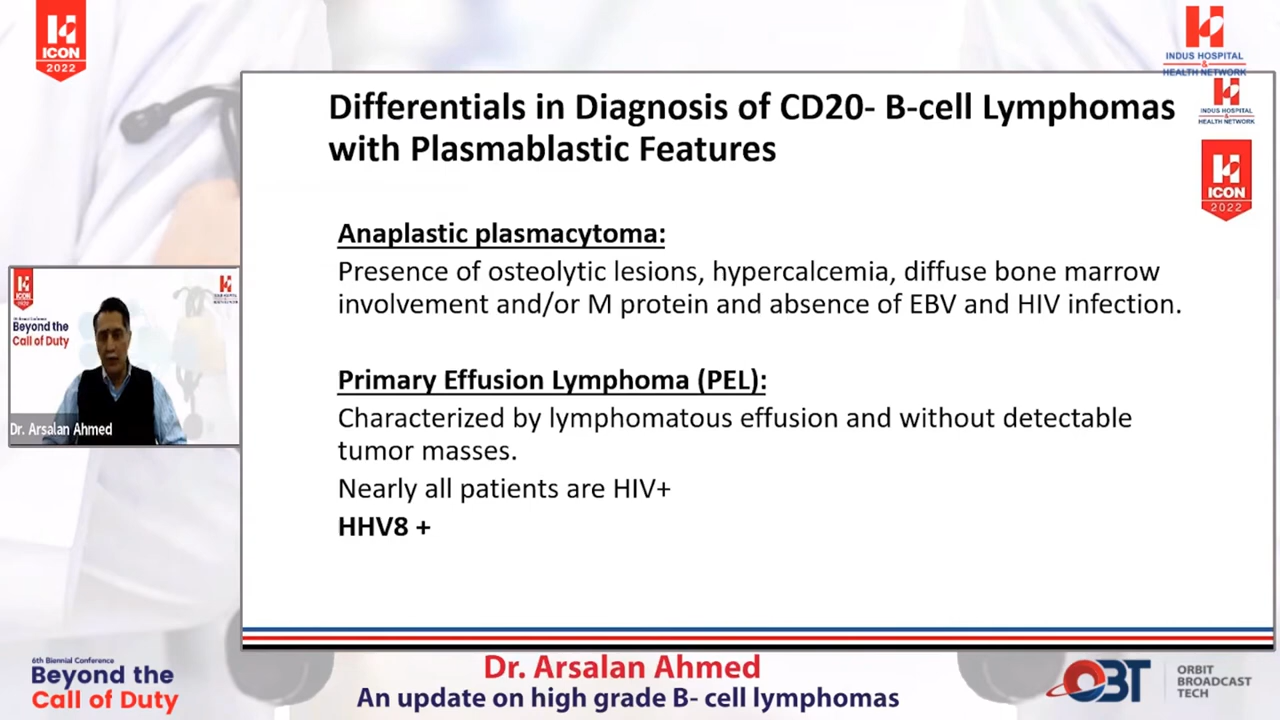 ICON
2022
INDUS HOSPITAL
&
HEALTH NETWORK
Differentials in Diagnosis of CD20- B-cell Lymphomas
with Plasmablastic Features
INDUS HOSPITAL
&
HEALTH NETWORK
ICON
2022
Anaplastic plasmacytoma:
Presence of osteolytic lesions, hypercalcemia, diffuse bone marrow
involvement and/or M protein and absence of EBV and HIV infection.
Primary Effusion Lymphoma (PEL):
Characterized by lymphomatous effusion and without detectable
tumor masses.
Nearly all patients are HIV+
HHV8 +
ICON
Beyond the
Call of Duty
Dr. Arsalan Ahmed
6th Biennial Conference
Beyond the
Call of Duty
Dr. Arsalan Ahmed
An update on high grade B- cell lymphomas
OBT
ORBIT
BROADCAST
TECH